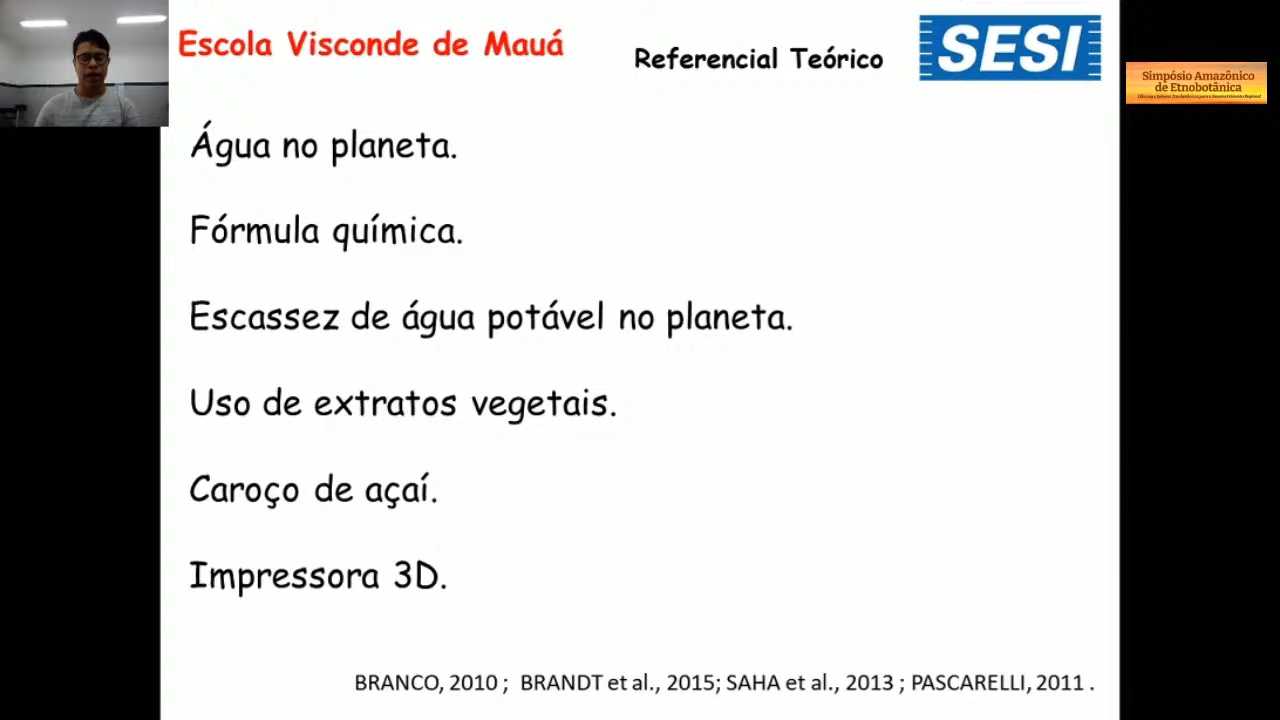 Escola Visconde de Mauá
Referencial Teórico
SESI
Simpósio Amazônico
de Etnobotânica
Água no planeta.
Fórmula química.
Escassez de água potável no planeta.
Uso de extratos vegetais.
Caroço de açaí.
Impressora 3D.
BRANCO, 2010 ; BRANDT et al., 2015; SAHA et al., 2013 ; PASCARELLI, 2011 .